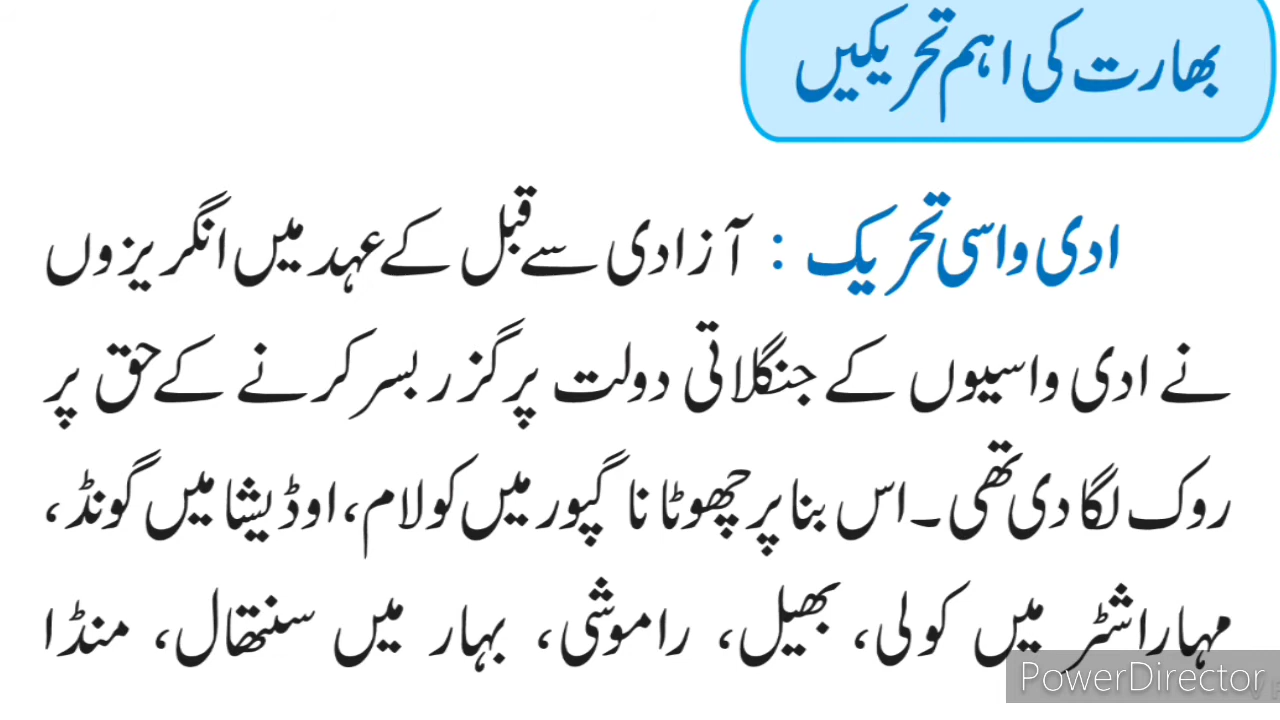 بھارت کی اہم تحریکیں
ادی واسی تحریک : آزادی سے قبل کے عہد میں انگریزوں
نے ادی واسیوں کے جنگلاتی دولت پر گزر بسر کرنے کے حق پر
روک لگا دی تھی۔ اس بنا پر چھوٹا ناگپور میں کولام، اوڈیشا میں گونڈ،
مہاراشٹر میں کولی، بھیل، راموشی، بہار میں سنتھال، منڈا
PowerDirector